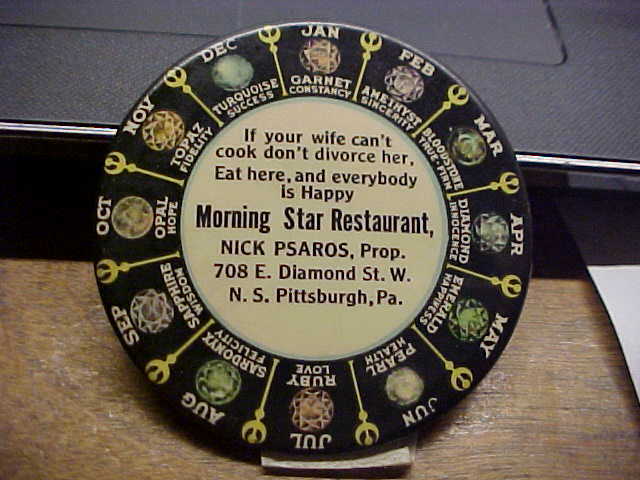 If your wife can't
cook don't divorce her,
Eat here, and everybody
is Happy
Morning Star Restaurant,
NICK PSAROS, Prop.
708 E. Diamond St. W.
N. S. Pittsburgh, Pa.
JAN
GARNET
CONSTANCY
FEB
AMETHYST
SINCERITY
MAR
BLOODSTONE
TRUE-FIRM
APR
DIAMOND
INNOCENCE
MAY
EMERALD
HAPPINESS
JUN
PEARL
HEALTH
JUL
RUBY
LOVE
AUG
SARDONYX
FELICITY
SEP
SAPPHIRE
WISDOM
OCT
OPAL
HOPE
NOV
TOPAZ
FIDELITY
DEC
TURQUOISE
SUCCESS